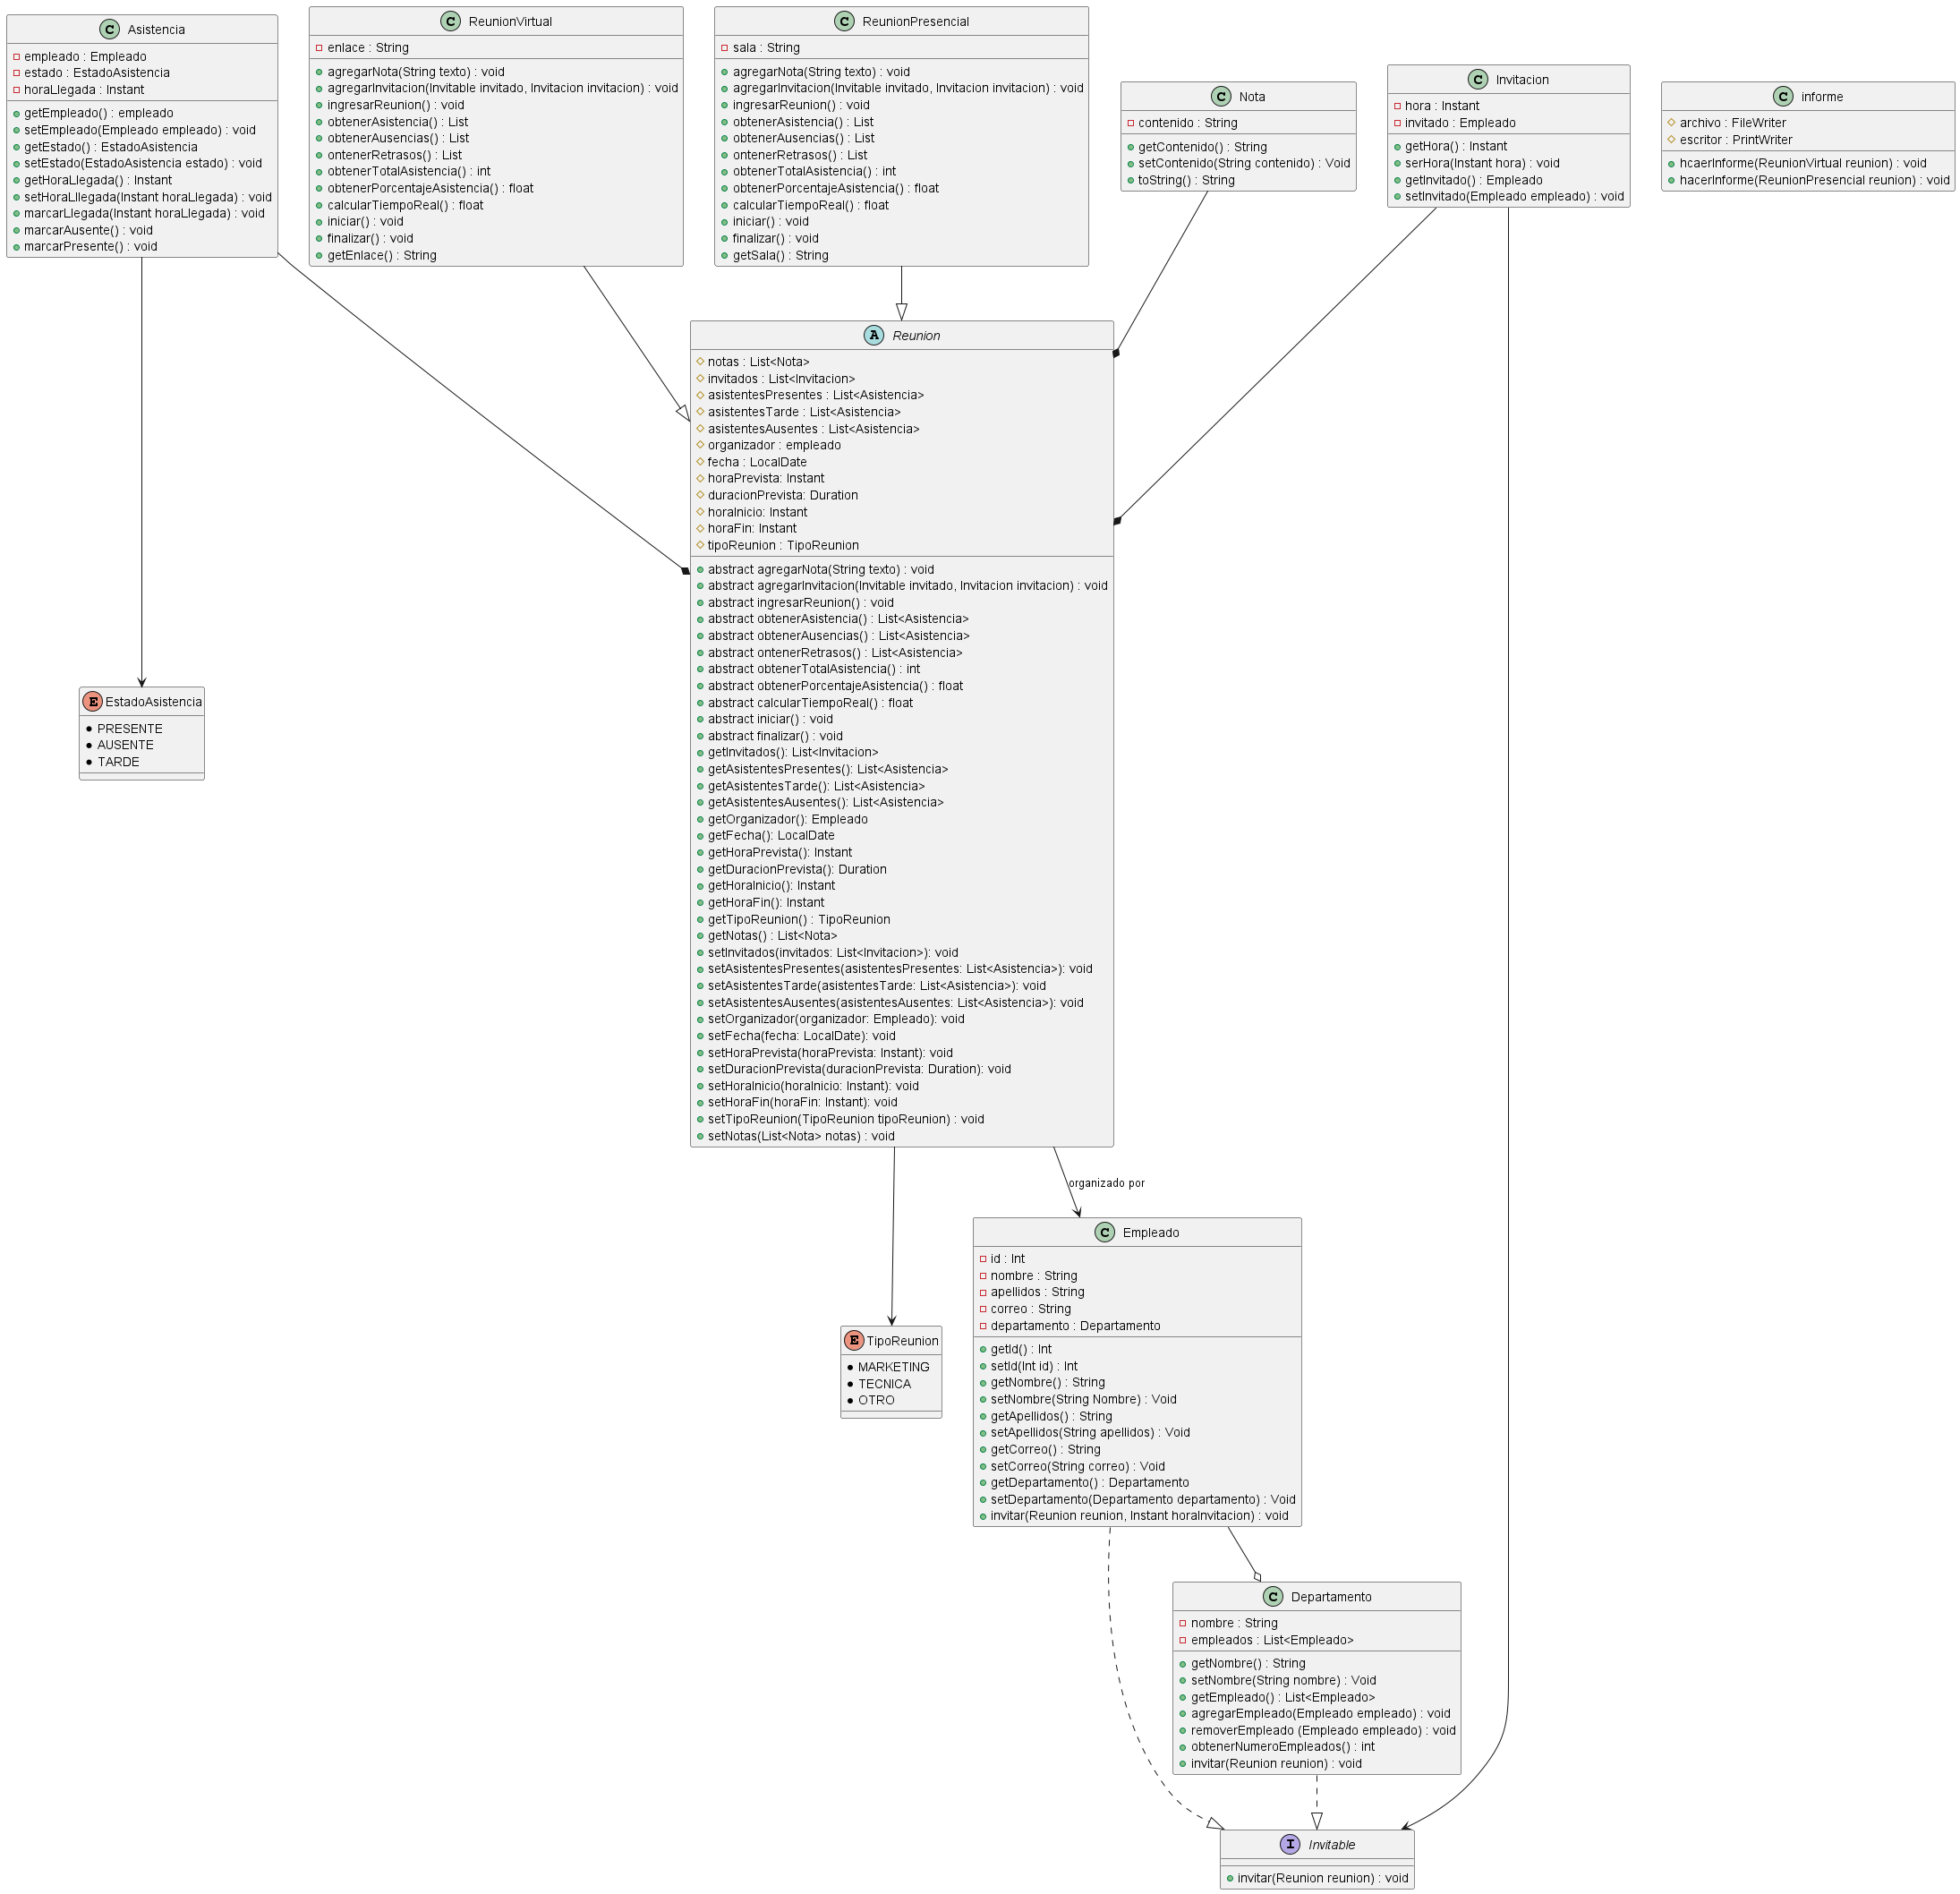 C Asistencia
empleado : Empleado
estado : EstadoAsistencia
horaLlegada : Instant
getEmpleado() : empleado
setEmpleado(Empleado empleado) : void
getEstado() : EstadoAsistencia
setEstado(EstadoAsistencia estado) : void
getHoraLlegada() : Instant
setHoraLllegada(Instant horaLlegada) : void
marcarLlegada(Instant horaLlegada) : void
marcarAusente() : void
marcarPresente() : void
C ReunionVirtual
enlace : String
agregarNota(String texto) : void
agregarInvitacion(Invitable invitado, Invitacion invitacion) : void
ingresarReunion() : void
obtenerAsistencia() : List
obtenerAusencias() : List
ontenerRetrasos() : List
obtenerTotalAsistencia() : int
obtenerPorcentajeAsistencia() : float
calcularTiempoReal() : float
iniciar() : void
finalizar() : void
getEnlace() : String
C ReunionPresencial
sala : String
agregarNota(String texto) : void
agregarInvitacion(Invitable invitado, Invitacion invitacion) : void
ingresarReunion() : void
obtenerAsistencia() : List
obtenerAusencias() : List
ontenerRetrasos() : List
obtenerTotalAsistencia() : int
obtenerPorcentajeAsistencia() : float
calcularTiempoReal() : float
iniciar() : void
finalizar() : void
getSala() : String
C Nota
contenido : String
getContenido() : String
setContenido(String contenido) : Void
toString() : String
C Invitacion
hora : Instant
invitado : Empleado
getHora() : Instant
serHora(Instant hora) : void
getInvitado() : Empleado
setInvitado(Empleado empleado) : void
C informe
archivo : FileWriter
escritor : PrintWriter
hcaerInforme(ReunionVirtual reunion) : void
hacerInforme(ReunionPresencial reunion) : void
A Reunion
notas : List<Nota>
invitados : List<Invitacion>
asistentesPresentes : List<Asistencia>
asistentesTarde : List<Asistencia>
asistentesAusentes : List<Asistencia>
organizador : empleado
fecha : LocalDate
horaPrevista: Instant
duracionPrevista: Duration
horaInicio: Instant
horaFin: Instant
tipoReunion : TipoReunion
abstract agregarNota(String texto) : void
abstract agregarInvitacion(Invitable invitado, Invitacion invitacion) : void
abstract ingresarReunion() : void
abstract obtenerAsistencia() : List<Asistencia>
abstract obtenerAusencias() : List<Asistencia>
abstract ontenerRetrasos() : List<Asistencia>
abstract obtenerTotalAsistencia() : int
abstract obtenerPorcentajeAsistencia() : float
abstract calcularTiempoReal() : float
abstract iniciar() : void
abstract finalizar() : void
getInvitados(): List<Invitacion>
getAsistentesPresentes(): List<Asistencia>
getAsistentesTarde(): List<Asistencia>
getAsistentesAusentes(): List<Asistencia>
getOrganizador(): Empleado
getFecha(): LocalDate
getHoraPrevista(): Instant
getDuracionPrevista(): Duration
getHoraInicio(): Instant
getHoraFin(): Instant
getTipoReunion() : TipoReunion
getNotas() : List<Nota>
setInvitados(invitados: List<Invitacion>): void
setAsistentesPresentes(asistentesPresentes: List<Asistencia>): void
setAsistentesTarde(asistentesTarde: List<Asistencia>): void
setAsistentesAusentes(asistentesAusentes: List<Asistencia>): void
setOrganizador(organizador: Empleado): void
setFecha(fecha: LocalDate): void
setHoraPrevista(horaPrevista: Instant): void
setDuracionPrevista(duracionPrevista: Duration): void
setHoraInicio(horaInicio: Instant): void
setHoraFin(horaFin: Instant): void
setTipoReunion(TipoReunion tipoReunion) : void
setNotas(List<Nota> notas) : void
E EstadoAsistencia
PRESENTE
AUSENTE
TARDE
organizado por
E TipoReunion
MARKETING
TECNICA
OTRO
C Empleado
id : Int
nombre : String
apellidos : String
correo : String
departamento : Departamento
getId() : Int
setId(Int id) : Int
getNombre() : String
setNombre(String Nombre) : Void
getApellidos() : String
setApellidos(String apellidos) : Void
getCorreo() : String
setCorreo(String correo) : Void
getDepartamento() : Departamento
setDepartamento(Departamento departamento) : Void
invitar(Reunion reunion, Instant horaInvitacion) : void
C Departamento
nombre : String
empleados : List<Empleado>
getNombre() : String
setNombre(String nombre) : Void
getEmpleado() : List<Empleado>
agregarEmpleado(Empleado empleado) : void
removerEmpleado (Empleado empleado) : void
obtenerNumeroEmpleados() : int
invitar(Reunion reunion) : void
I Invitable
invitar(Reunion reunion) : void